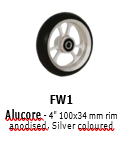 FW1
Alucore - 4" 100x34 mm rim
anodised, Silver coloured